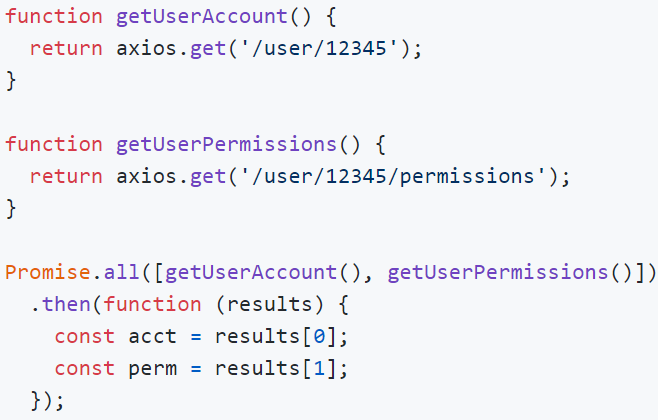 function getUserAccount() {
  return axios.get('/user/12345');
}

function getUserPermissions() {
  return axios.get('/user/12345/permissions');
}

Promise.all([getUserAccount(), getUserPermissions()])
  .then(function (results) {
    const acct = results[0];
    const perm = results[1];
  });